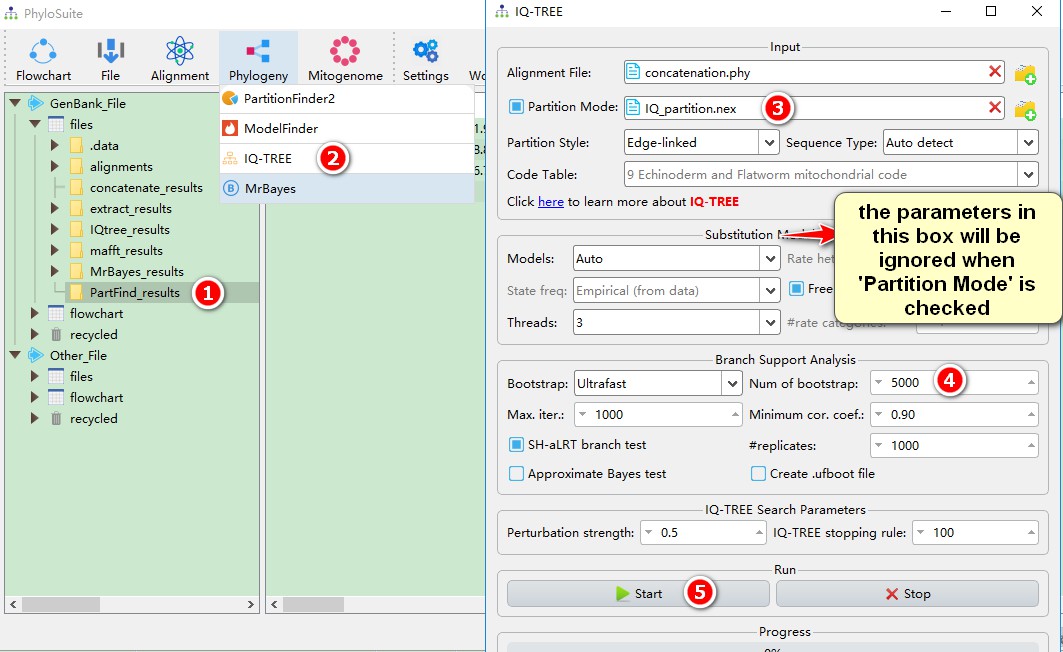 PhyloSuite
Flowchart
File
Alignment
Phylogeny
Mitogenome
Settings
Wo
GenBank_File
files
.data
alignments
concatenate_results
extract_results
IQtree_results
mafft_results
MrBayes_results
PartFind_results
1
flowchart
recycled
Other_File
files
flowchart
recycled
PartitionFinder2
ModelFinder
IQ-TREE
2
MrBayes
IQ-TREE
Input
Alignment File: concatenation.phy
Partition Mode: IQ_partition.nex
3
Partition Style: Edge-linked Sequence Type: Auto detect
Code Table: 9 Echinoderm and Flatworm mitochondrial code
Click here to learn more about IQ-TREE
the parameters in
this box will be
ignored when
'Partition Mode' is
checked
Substitution Mod
Models: Auto Rate het
State freq: Empirical (from data) Free
Threads: 3 #rate categories:
Branch Support Analysis
Bootstrap: Ultrafast Num of bootstrap: 5000
4
Max. iter.: 1000 Minimum cor. coef.: 0.90
SH-aLRT branch test #replicates: 1000
Approximate Bayes test Create .ufboot file
IQ-TREE Search Parameters
Perturbation strength: 0.5 IQ-TREE stopping rule: 100
Run
Start
5
Stop
Progress